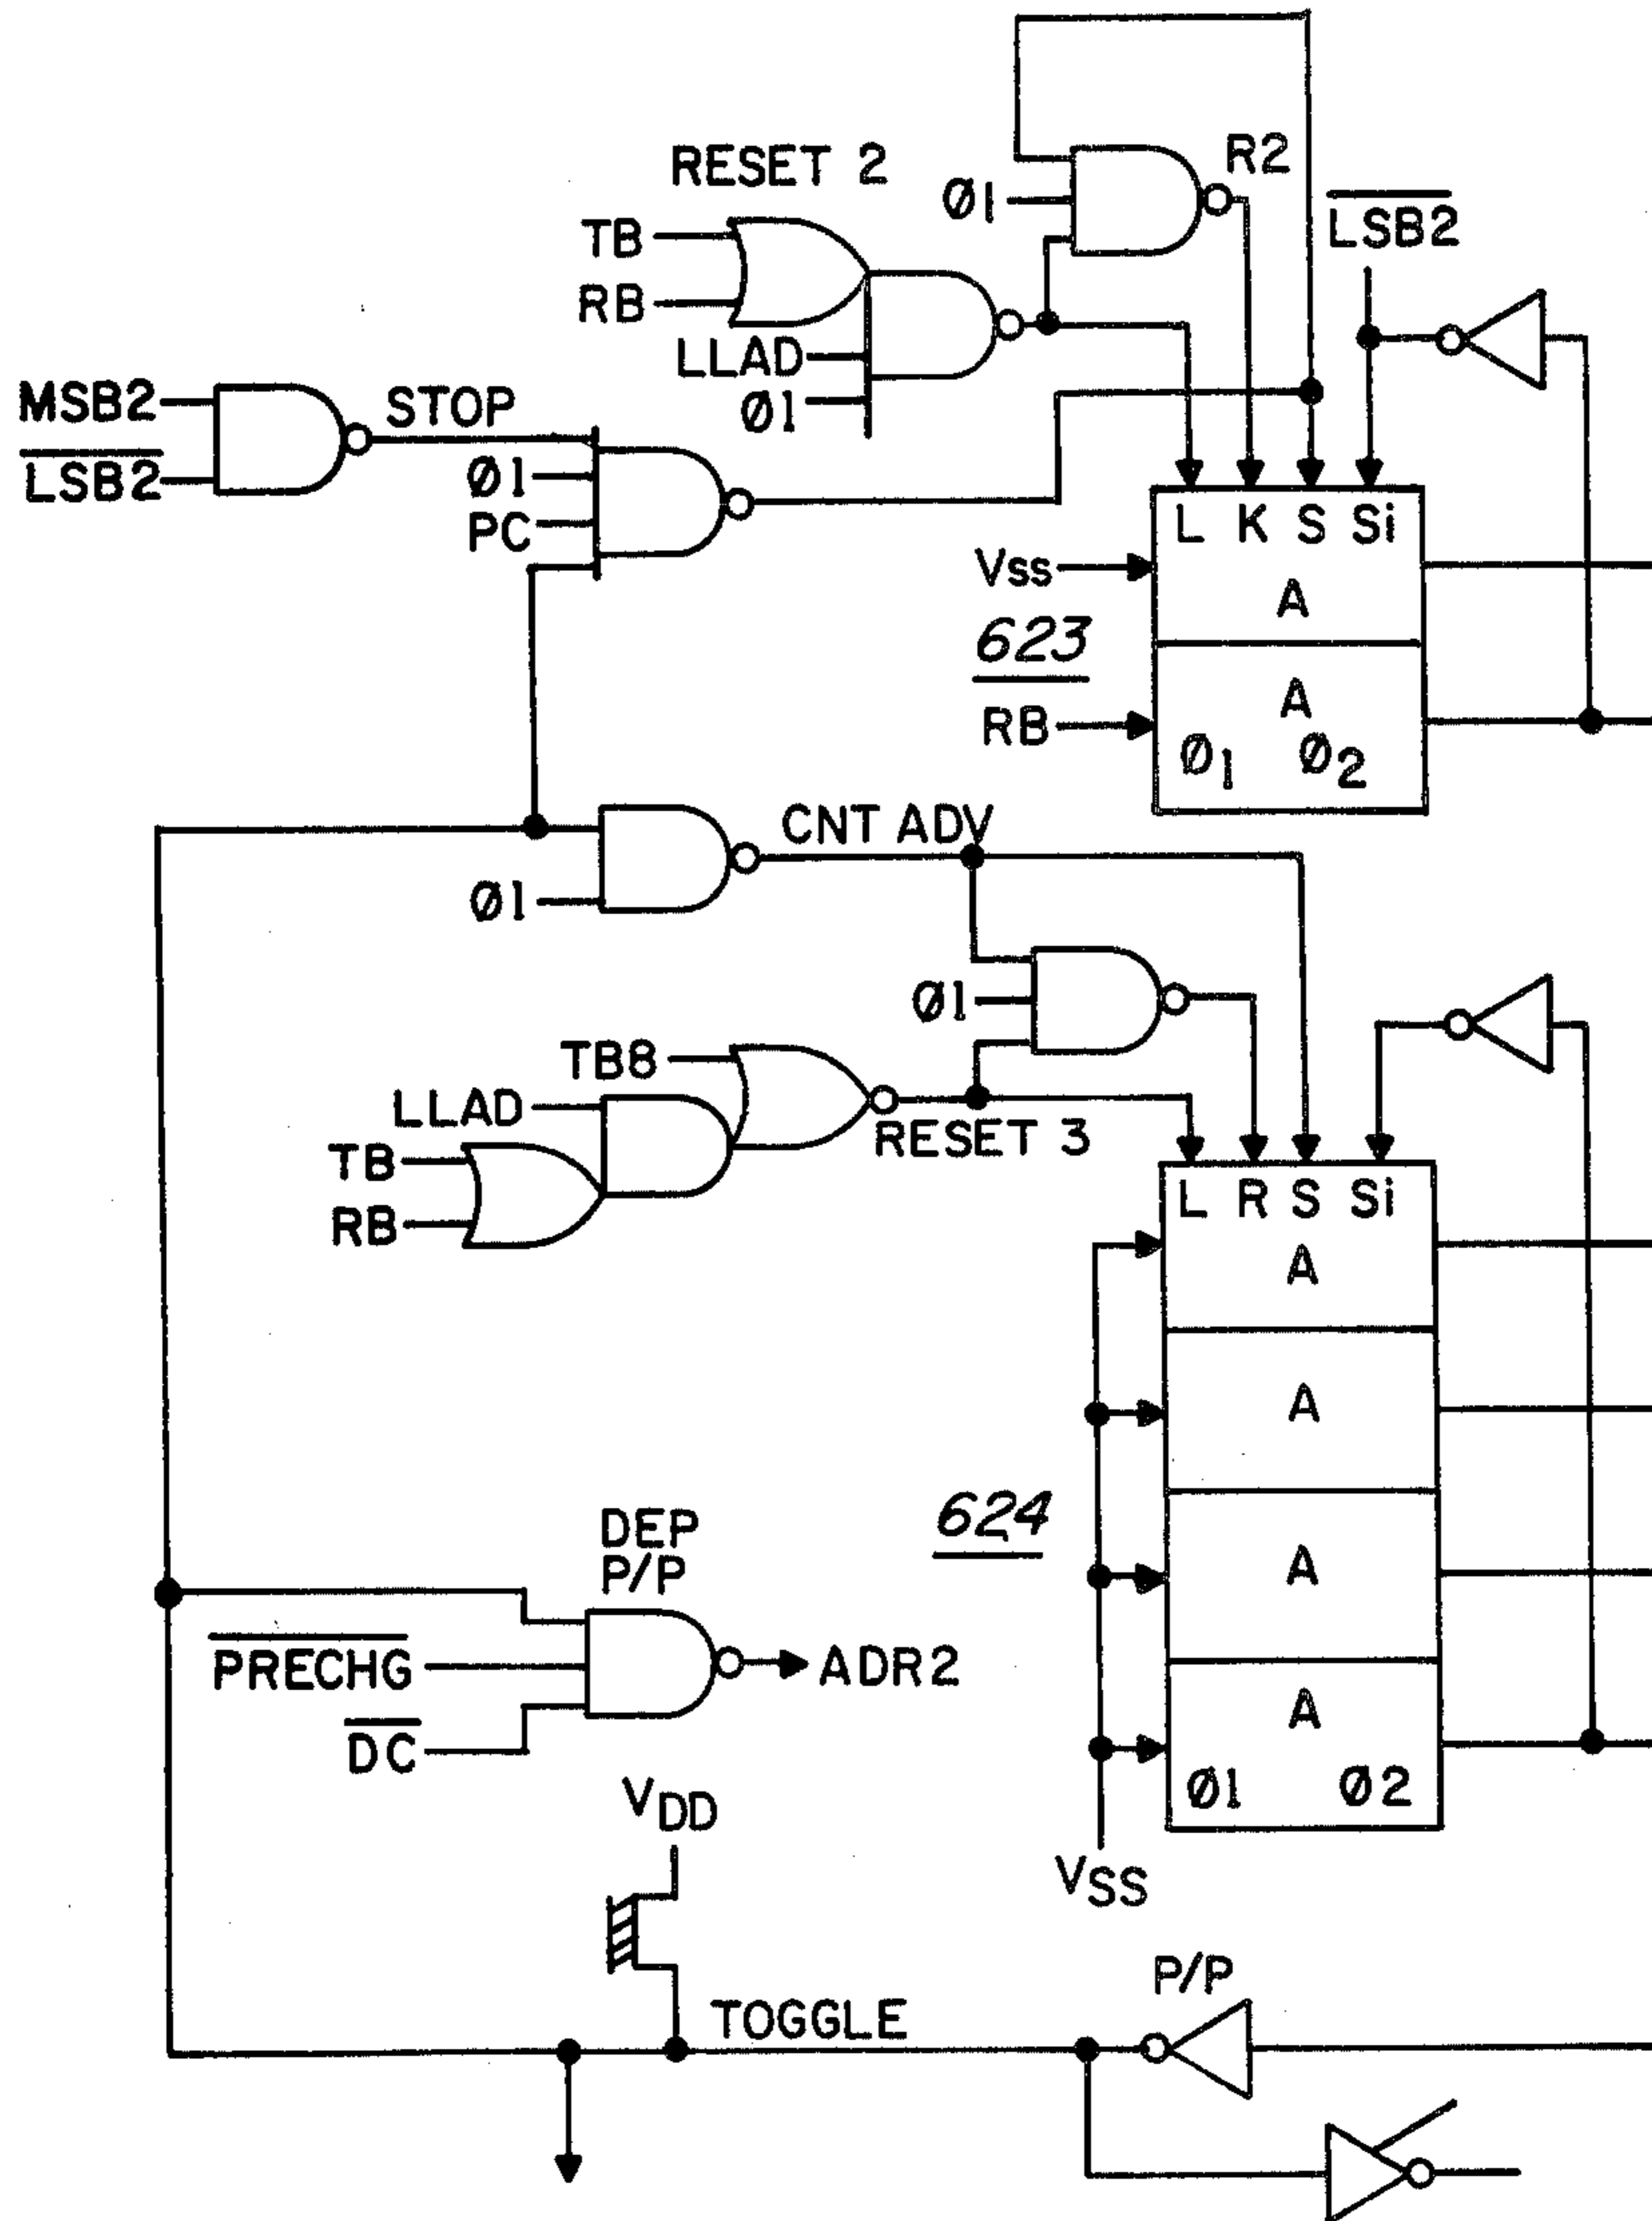 RESET 2
R2
Ø1
TB
LSB2
RB
LLAD
Ø1
MSB2
STOP
LSB2
Ø1
PC
L K S Si
Vss
A
623
RB
A
Ø1 Ø2
CNT ADV
Ø1
Ø1
TB8
LLAD
RESET 3
TB
RB
L R S Si
A
A
624
A
DEP
P/P
PRECHG
ADR2
DC
A
Ø1 Ø2
VDD
VSS
P/P
TOGGLE